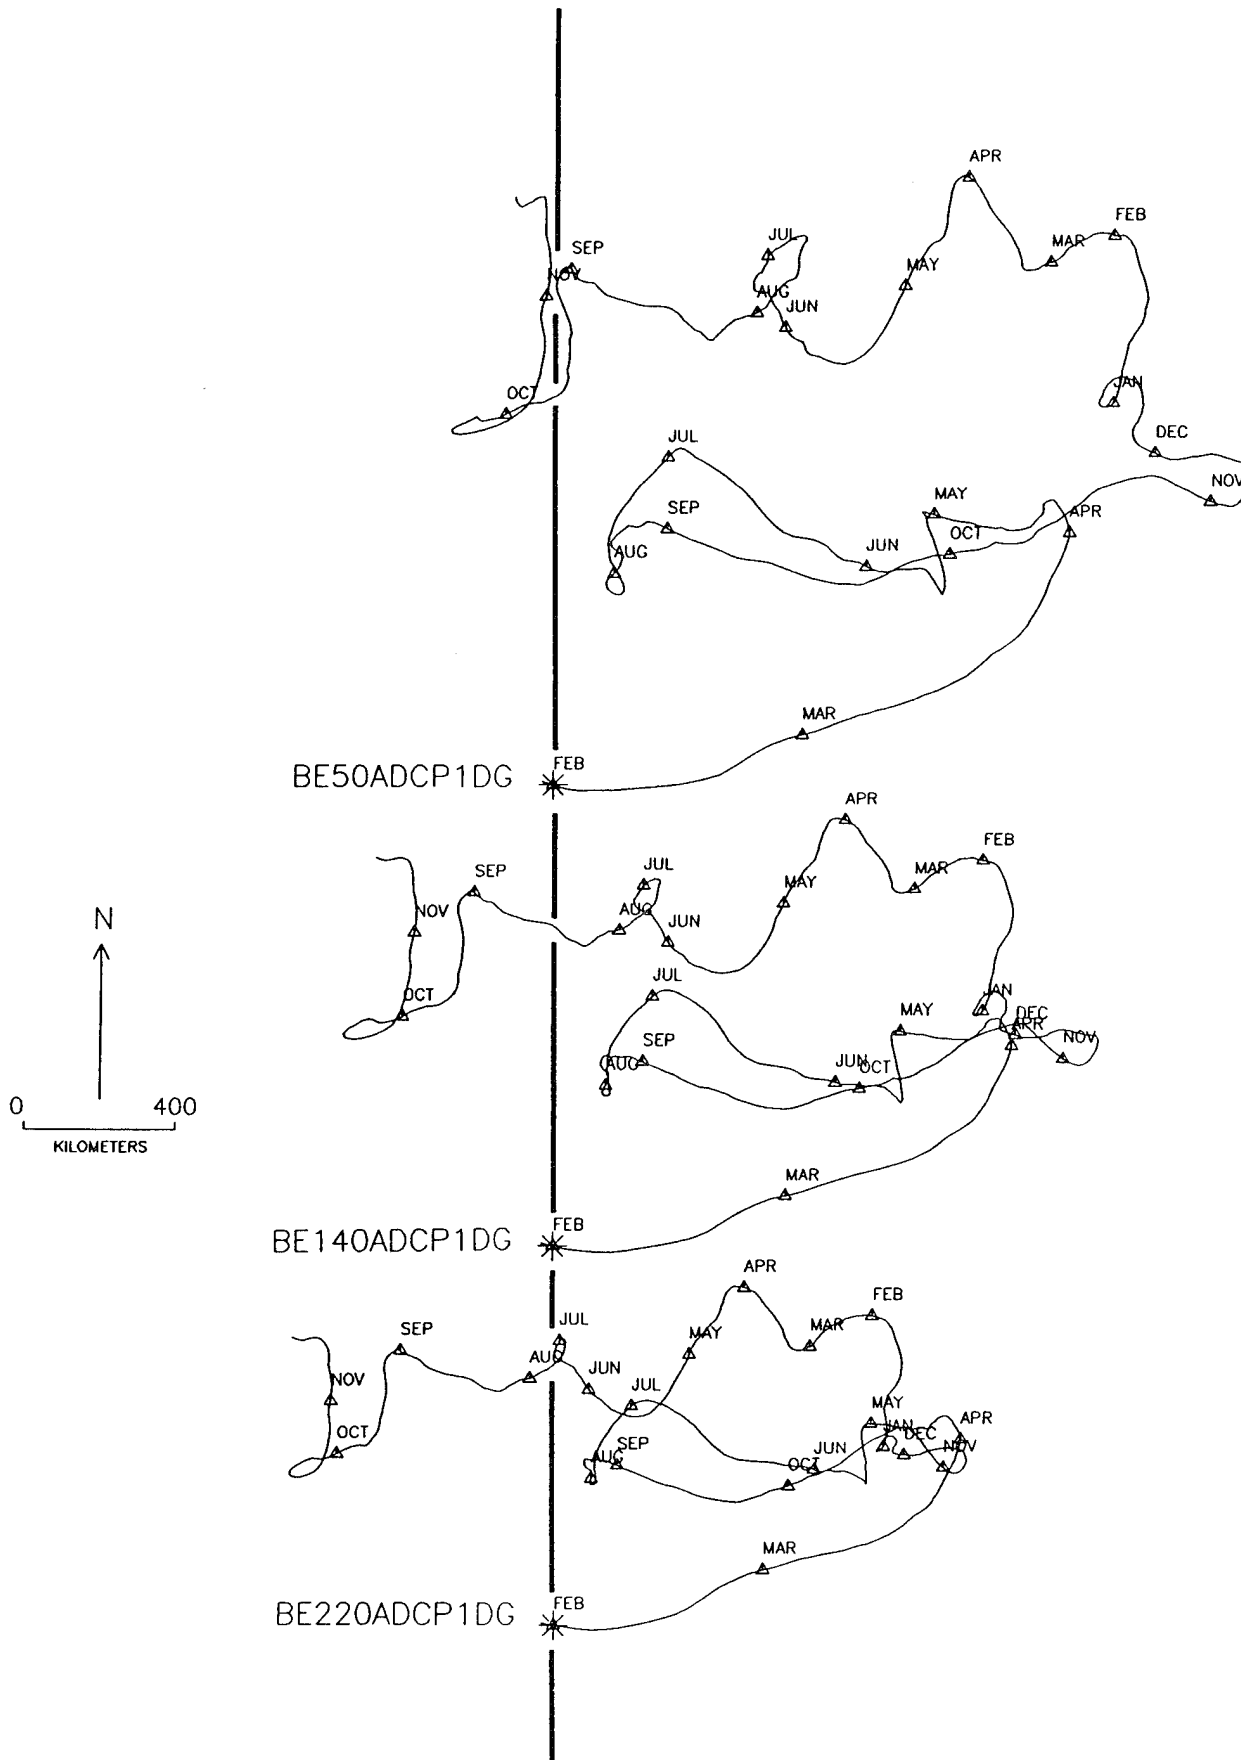 APR
FEB
JUL
SEP
MAR
NOV
MAY
AUG
JUN
OCT
JAN
DEC
JUL
MAY
NOV
SEP
APR
OCT
JUN
AUG
MAR
FEB
BE50ADCP1DG
APR
FEB
JUL
SEP
MAR
MAY
NOV
AUG
JUN
N
JUL
OCT
JAN
MAY
DEC
APR
SEP
NOV
JUN
OCT
AUG
0 400
KILOMETERS
MAR
FEB
BE140ADCP1DG
APR
FEB
JUL
SEP
MAR
MAY
AUG
JUN
NOV
JUL
MAY
APR
OCT
JAN
DEC
SEP
NOV
JUN
AUG
OCT
MAR
FEB
BE220ADCP1DG